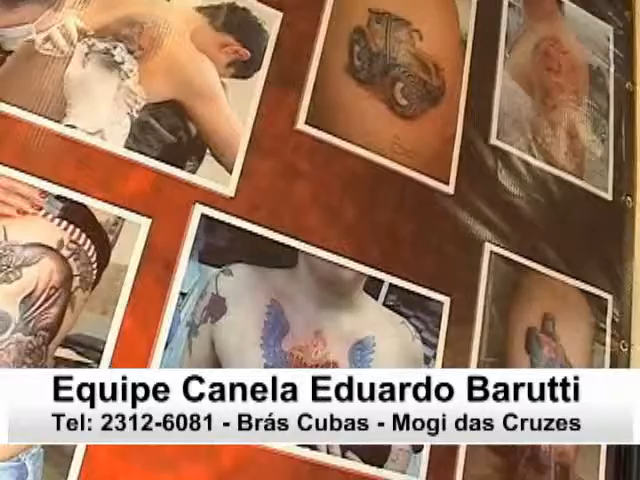 Equipe Canela Eduardo Barutti
Tel: 2312-6081 - Brás Cubas - Mogi das Cruzes